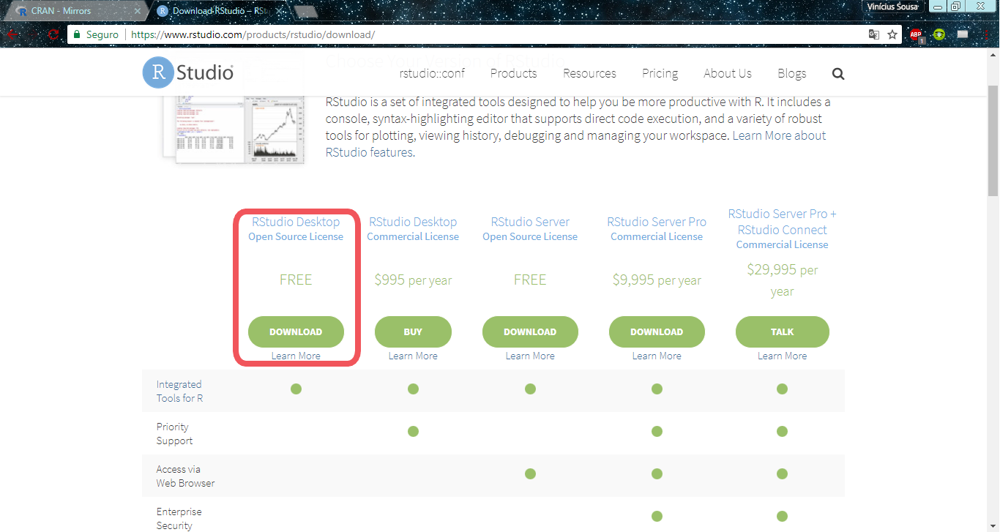 CRAN - Mirrors
Download RStudio – RSt
Vinícius Sousa
Seguro
https://www.rstudio.com/products/rstudio/download/
ABP
1
Choose Your Version of RStudio
R Studio
rstudio::conf
Products
Resources
Pricing
About Us
Blogs
RStudio is a set of integrated tools designed to help you be more productive with R. It includes a
console, syntax-highlighting editor that supports direct code execution, and a variety of robust
tools for plotting, viewing history, debugging and managing your workspace. Learn More about
RStudio features.
RStudio Desktop
Open Source License
FREE
DOWNLOAD
Learn More
RStudio Desktop
Commercial License
$995 per year
BUY
Learn More
RStudio Server
Open Source License
FREE
DOWNLOAD
Learn More
RStudio Server Pro
Commercial License
$9,995 per year
DOWNLOAD
Learn More
RStudio Server Pro +
RStudio Connect
Commercial License
$29,995 per
year
TALK
Learn More
Integrated
Tools for R
Priority
Support
Access via
Web Browser
Enterprise
Security